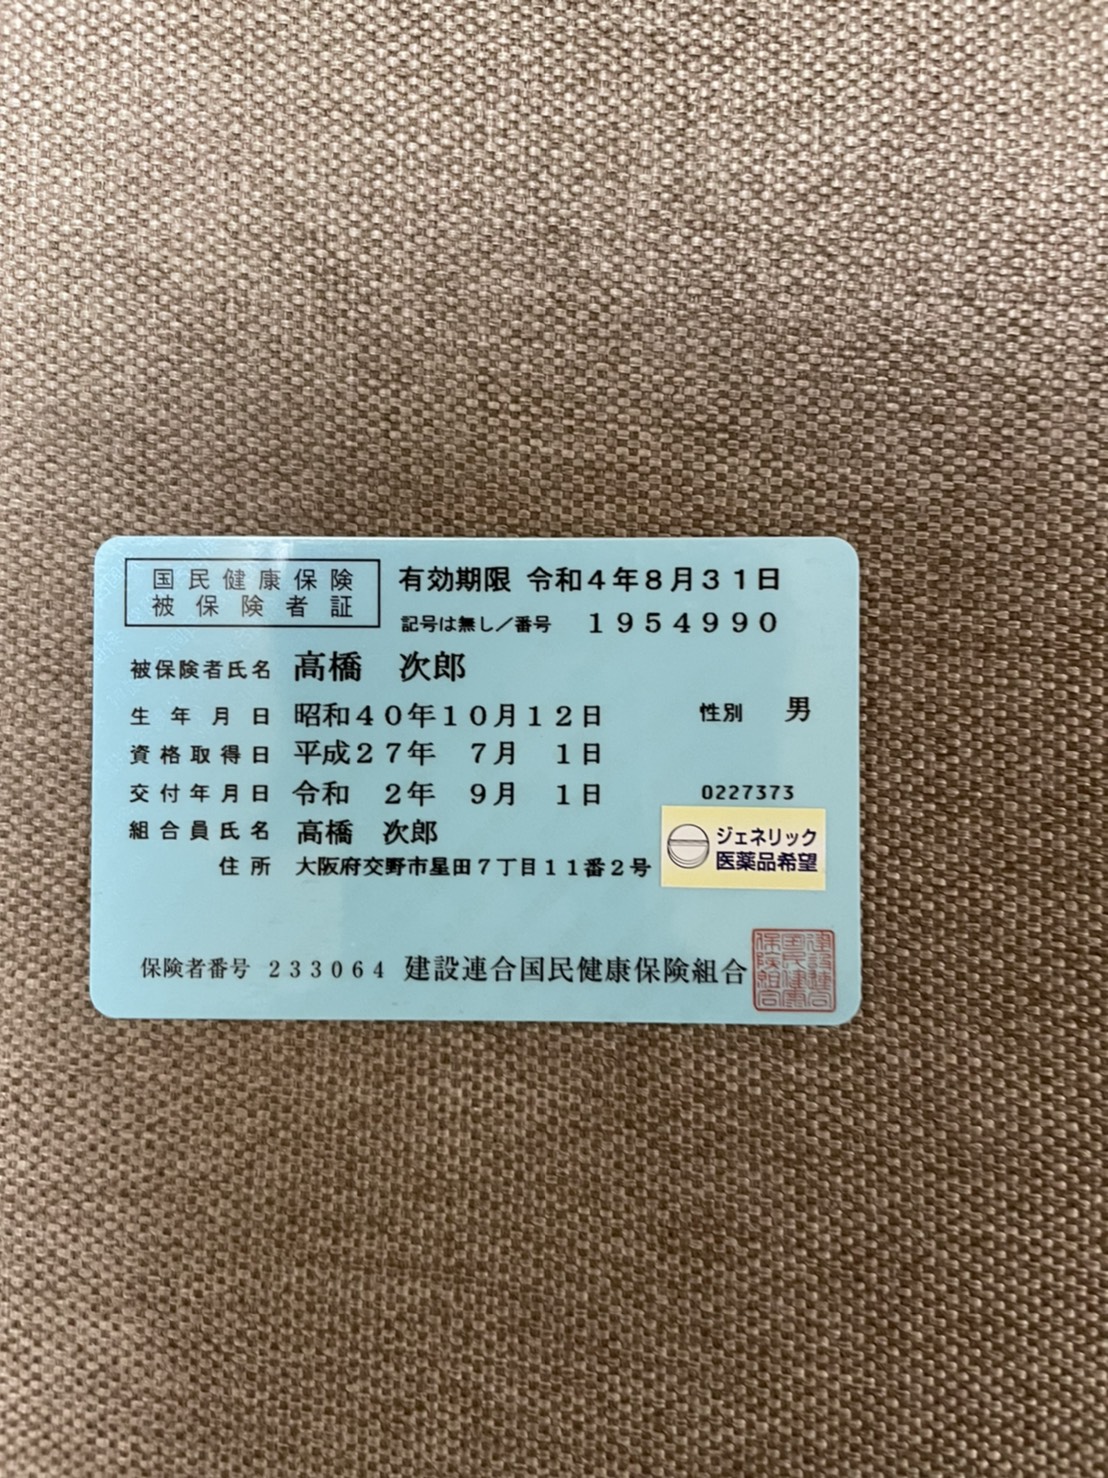 国民健康保険
被保険者証
有効期限 令和4年8月31日
記号は無し/番号 1954990
被保険者氏名 高橋 次郎
生年月日 昭和40年10月12日 性別 男
資格取得日 平成27年 7月 1日
交付年月日 令和 2年 9月 1日 0227373
組合員氏名 高橋 次郎
住所 大阪府交野市星田7丁目11番2号
ジェネリック
医薬品希望
保険者番号 233064 建設連合国民健康保険組合